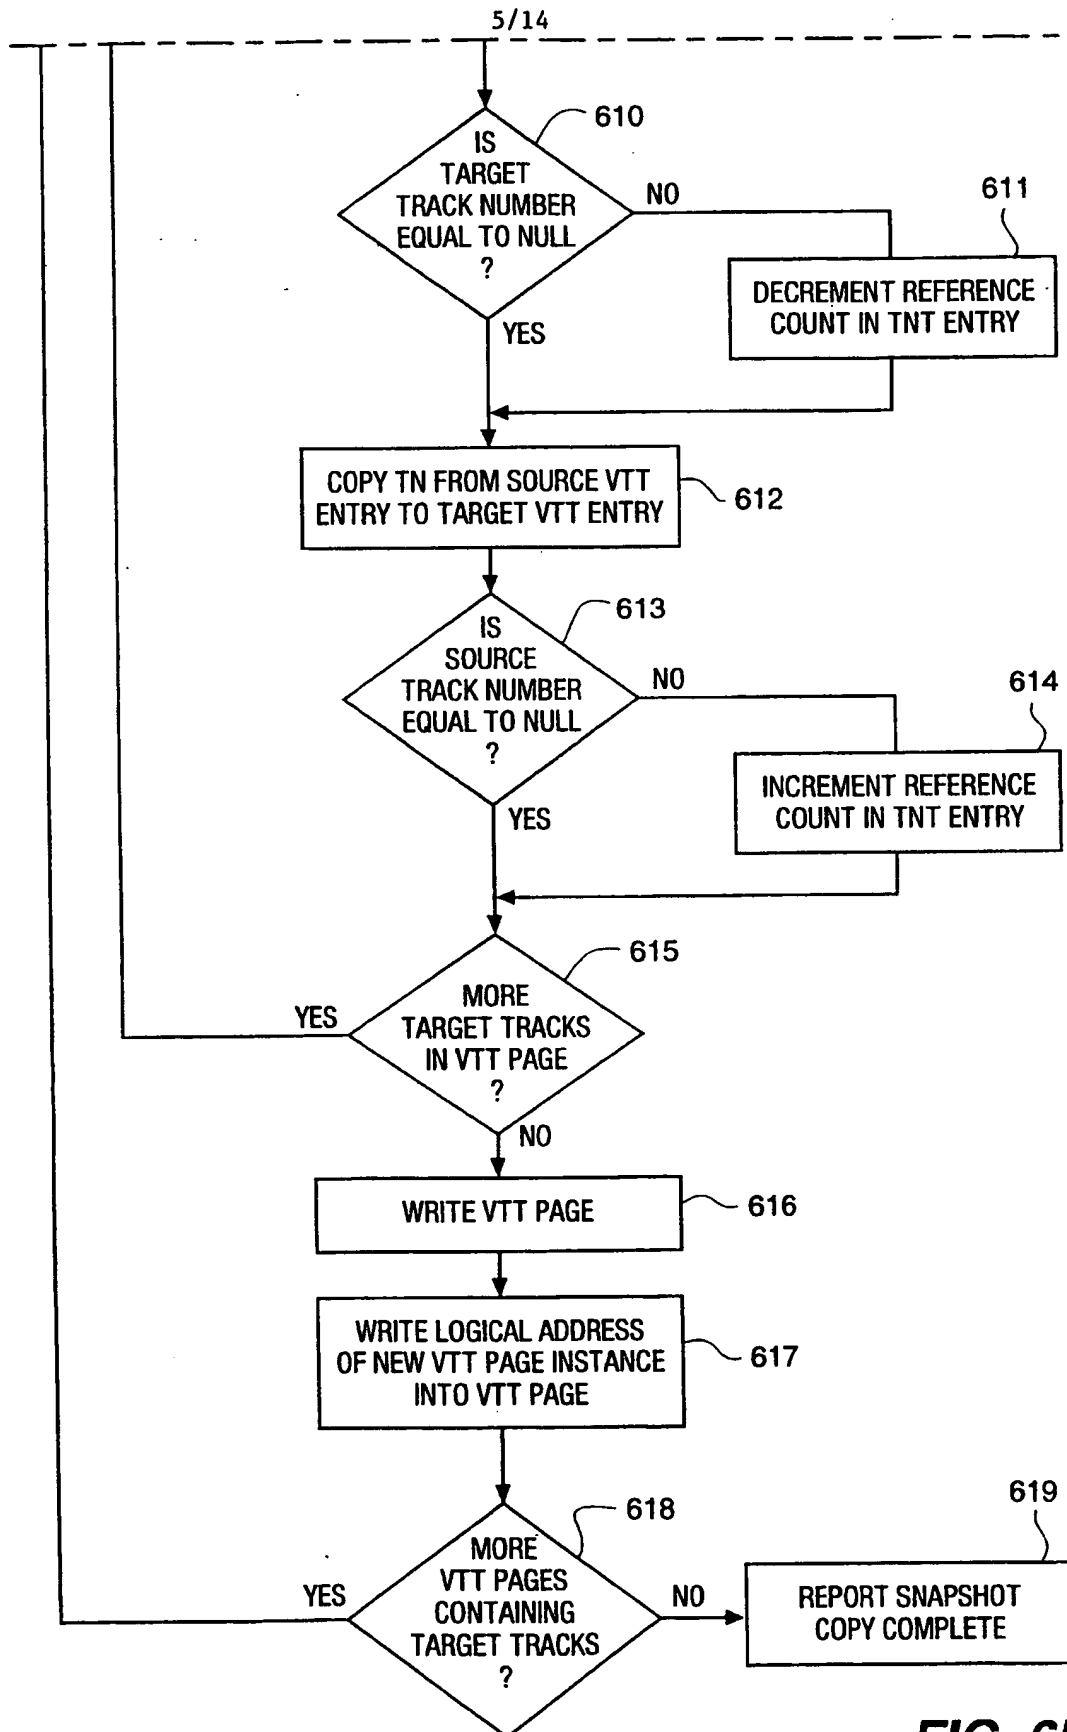 5/14
610
IS
TARGET
TRACK NUMBER
EQUAL TO NULL
?
NO
611
DECREMENT REFERENCE
COUNT IN TNT ENTRY
YES
COPY TN FROM SOURCE VTT
ENTRY TO TARGET VTT ENTRY
612
613
IS
SOURCE
TRACK NUMBER
EQUAL TO NULL
?
NO
614
INCREMENT REFERENCE
COUNT IN TNT ENTRY
YES
615
MORE
TARGET TRACKS
IN VTT PAGE
?
YES
NO
WRITE VTT PAGE
616
WRITE LOGICAL ADDRESS
OF NEW VTT PAGE INSTANCE
INTO VTT PAGE
617
618
MORE
VTT PAGES
CONTAINING
TARGET TRACKS
?
YES
NO
619
REPORT SNAPSHOT
COPY COMPLETE
FIG.